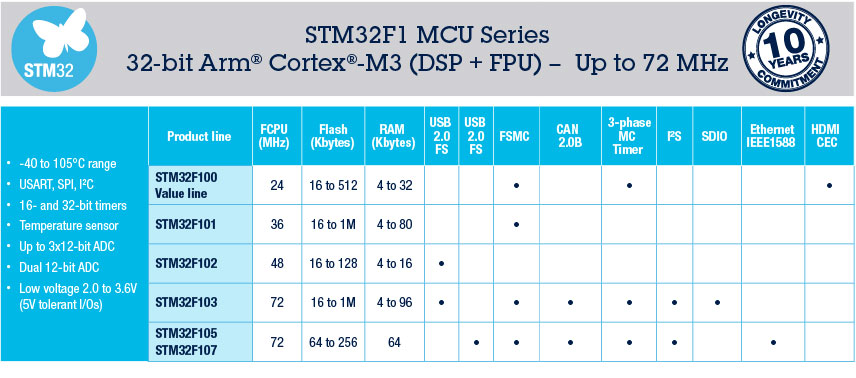 STM32
STM32F1 MCU Series
32-bit Arm® Cortex®-M3 (DSP + FPU) – Up to 72 MHz
LONGEVITY
10
YEARS
COMMITMENT
• -40 to 105°C range
• USART, SPI, I²C
• 16- and 32-bit timers
• Temperature sensor
• Up to 3x12-bit ADC
• Dual 12-bit ADC
• Low voltage 2.0 to 3.6V
(5V tolerant I/Os)
Product line FCPU (MHz) Flash (Kbytes) RAM (Kbytes) USB 2.0 FS USB 2.0 FS FSMC CAN 2.0B 3-phase MC Timer I²S SDIO Ethernet IEEE1588 HDMI CEC
STM32F100 Value line 24 16 to 512 4 to 32 • • •
STM32F101 36 16 to 1M 4 to 80 •
STM32F102 48 16 to 128 4 to 16 •
STM32F103 72 16 to 1M 4 to 96 • • • • • •
STM32F105 STM32F107 72 64 to 256 64 • • • • • •